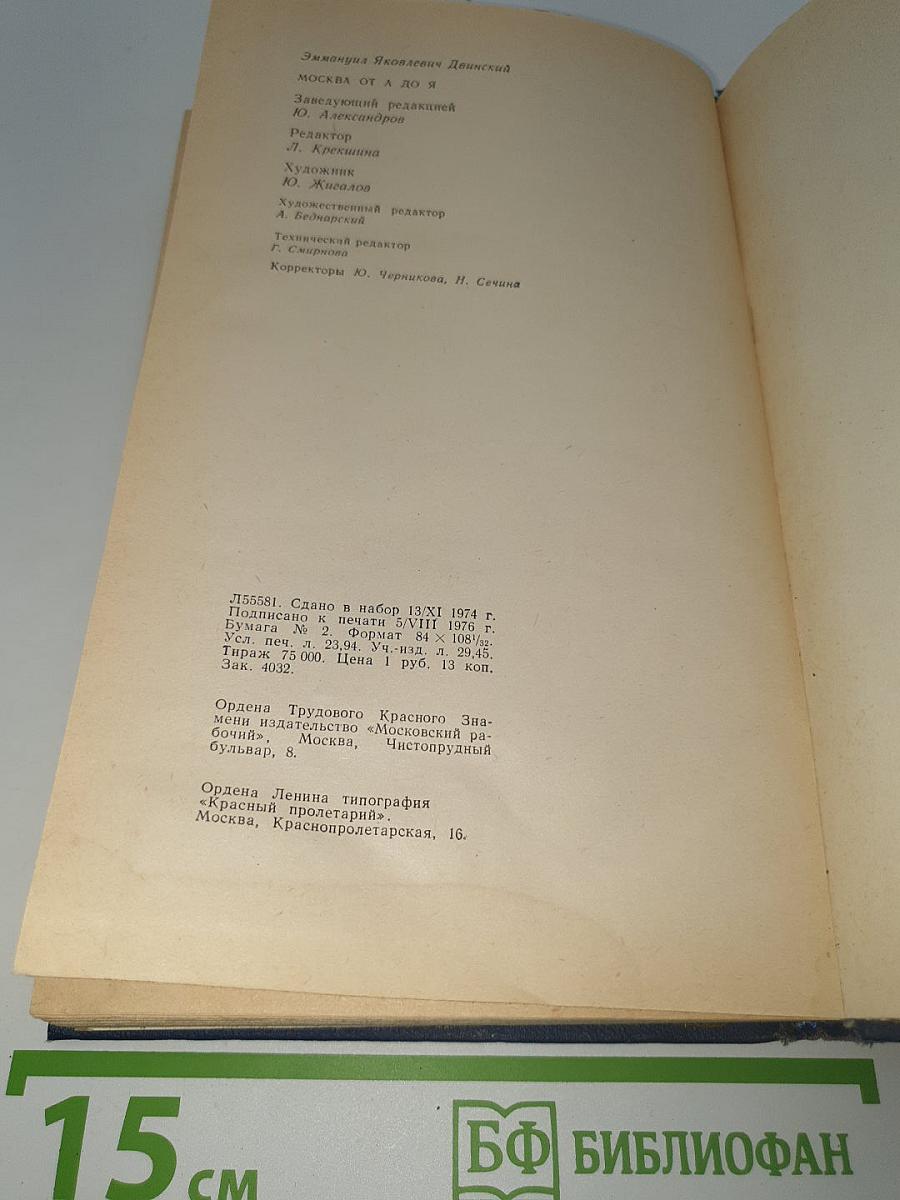 Эммануил Яковлевич Двинский
МОСКВА ОТ А ДО Я
Заведующий редакцией
Ю. Александров
Редактор
Л. Крекшина
Художник
Ю. Жигалов
Художественный редактор
А. Беднарский
Технический редактор
Г. Смирнова
Корректоры Ю. Черникова, Н. Сечина
Л55581. Сдано в набор 13/XI 1974 г.
Подписано к печати 5/VIII 1976 г.
Бумага № 2. Формат 84 × 108¹/₃₂.
Усл. печ. л. 23,94. Уч.-изд. л. 29,45.
Тираж 75 000. Цена 1 руб. 13 коп.
Зак. 4032.
Ордена Трудового Красного Зна-
мени издательство «Московский ра-
бочий», Москва, Чистопрудный
бульвар, 8.
Ордена Ленина типография
«Красный пролетарий».
Москва, Краснопролетарская, 16.
15 см
БФ БИБЛИОФАН